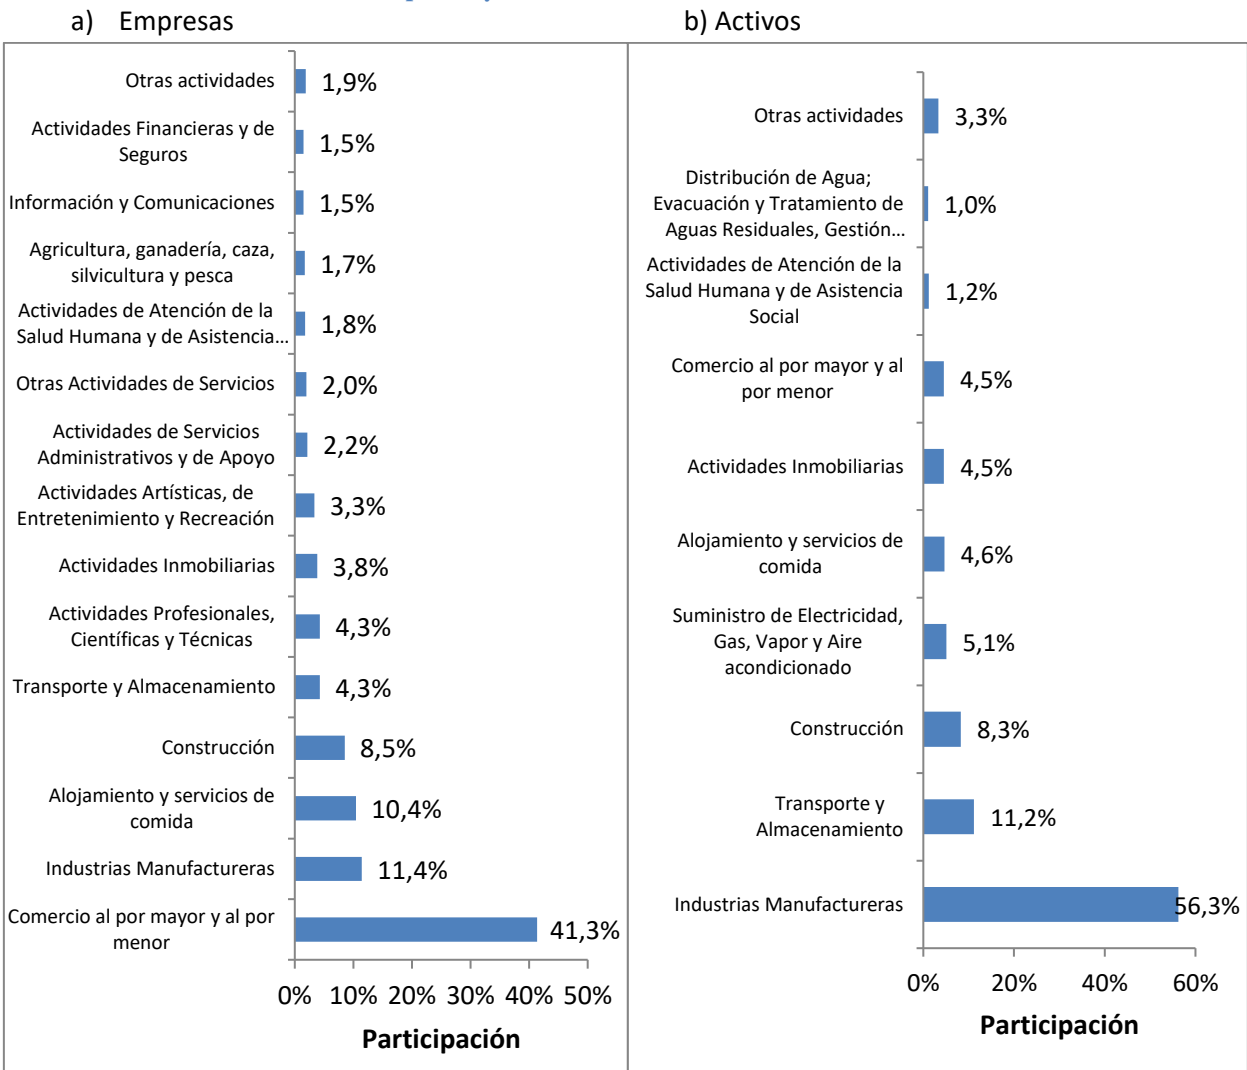 a) Empresas
Otras actividades
1,9%
Actividades Financieras y de
Seguros
1,5%
Información y Comunicaciones
1,5%
Agricultura, ganadería, caza,
silvicultura y pesca
1,7%
Actividades de Atención de la
Salud Humana y de Asistencia...
1,8%
Otras Actividades de Servicios
2,0%
Actividades de Servicios
Administrativos y de Apoyo
2,2%
Actividades Artísticas, de
Entretenimiento y Recreación
3,3%
Actividades Inmobiliarias
3,8%
Actividades Profesionales,
Científicas y Técnicas
4,3%
Transporte y Almacenamiento
4,3%
Construcción
8,5%
Alojamiento y servicios de
comida
10,4%
Industrias Manufactureras
11,4%
Comercio al por mayor y al por
menor
41,3%
0% 10% 20% 30% 40% 50%
Participación
b) Activos
Otras actividades
3,3%
Distribución de Agua;
Evacuación y Tratamiento de
Aguas Residuales, Gestión...
1,0%
Actividades de Atención de la
Salud Humana y de Asistencia
Social
1,2%
Comercio al por mayor y al
por menor
4,5%
Actividades Inmobiliarias
4,5%
Alojamiento y servicios de
comida
4,6%
Suministro de Electricidad,
Gas, Vapor y Aire
acondicionado
5,1%
Construcción
8,3%
Transporte y
Almacenamiento
11,2%
Industrias Manufactureras
56,3%
0% 20% 40% 60%
Participación